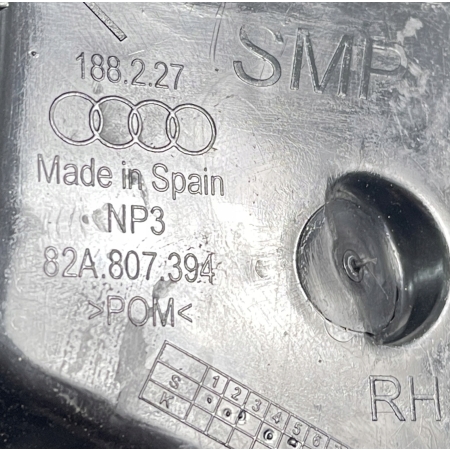 SMP
188.2.27
Made in Spain
NP3
82A.807.394
>POM<
RH
1 2 3 4 5 6
S
K